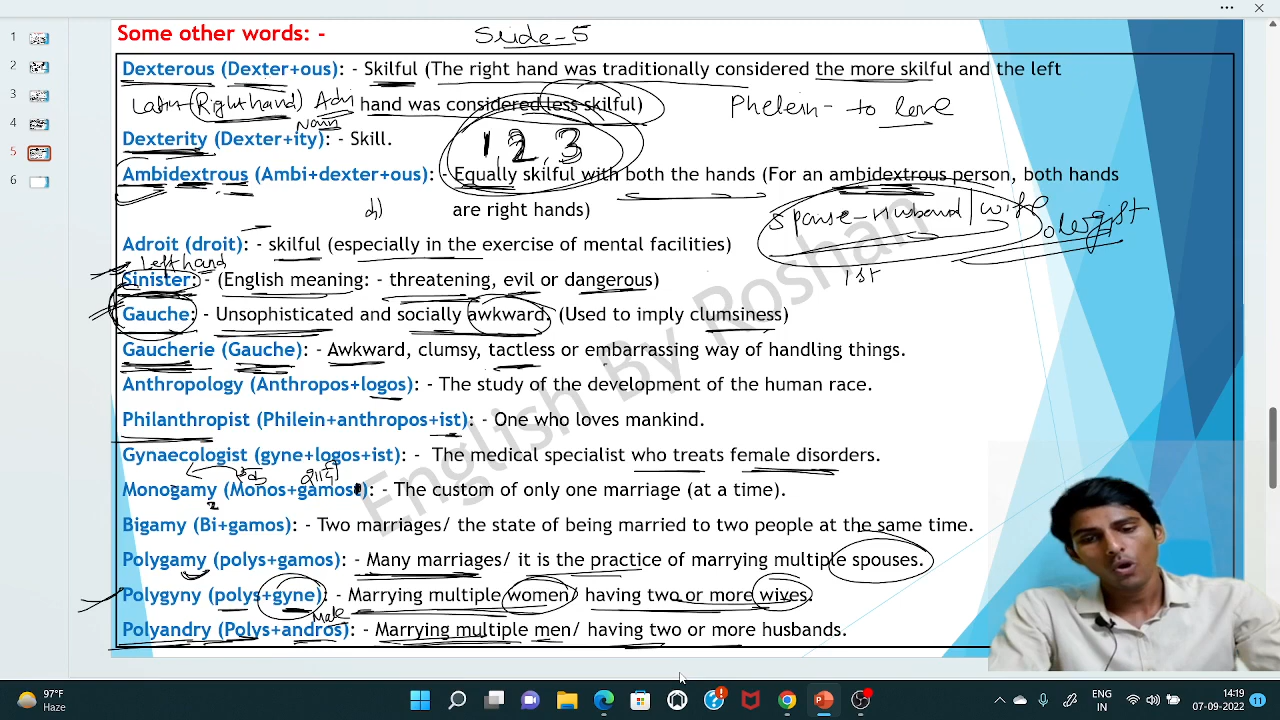 1
2
3
4
5
6
Some other words: - Slide-5
Dexterous (Dexter+ous): - Skilful (The right hand was traditionally considered the more skilful and the left
Latin (Right hand) Adj hand was considered less skilful) Phelein - to love
Noun
Dexterity (Dexter+ity): - Skill. 1, 2, 3
Ambidextrous (Ambi+dexter+ous): - Equally skilful with both the hands (For an ambidextrous person, both hands
are right hands) Spouse - Husband | wife ologist
Adroit (droit): - skilful (especially in the exercise of mental facilities)
Left hand
Sinister: - (English meaning: - threatening, evil or dangerous) ist
Gauche: - Unsophisticated and socially awkward, (Used to imply clumsiness)
Gaucherie (Gauche): - Awkward, clumsy, tactless or embarrassing way of handling things.
Anthropology (Anthropos+logos): - The study of the development of the human race.
Philanthropist (Philein+anthropos+ist): - One who loves mankind.
Gynaecologist (gyne+logos+ist):- The medical specialist who treats female disorders.
Monogamy (Monos+gamos): - The custom of only one marriage (at a time).
2
Bigamy (Bi+gamos): - Two marriages/ the state of being married to two people at the same time.
Polygamy (polys+gamos): - Many marriages/ it is the practice of marrying multiple spouses.
Polygyny (polys+gyne): - Marrying multiple women/ having two or more wives.
Male
Polyandry (Polys+andros): - Marrying multiple men/ having two or more husbands.
English By Roshan
97°F
Haze
ENG
IN
14:19
07-09-2022